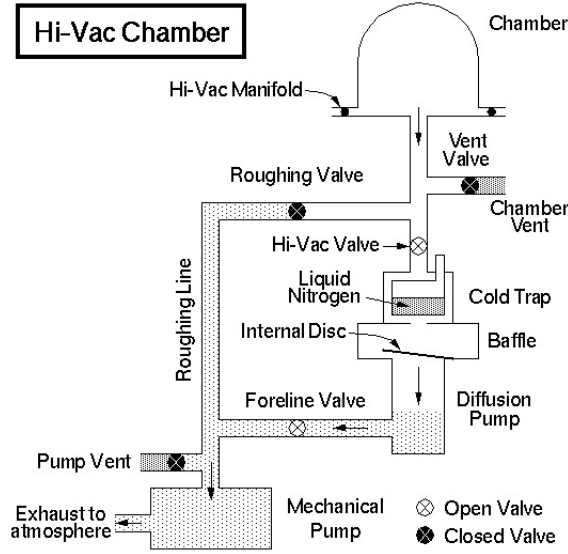 Hi-Vac Chamber
Chamber
Hi-Vac Manifold
Vent
Valve
Roughing Valve
Chamber
Vent
Hi-Vac Valve
Liquid
Nitrogen
Cold Trap
Roughing Line
Internal Disc
Baffle
Foreline Valve
Diffusion
Pump
Pump Vent
Exhaust to
atmosphere
Mechanical
Pump
Open Valve
Closed Valve